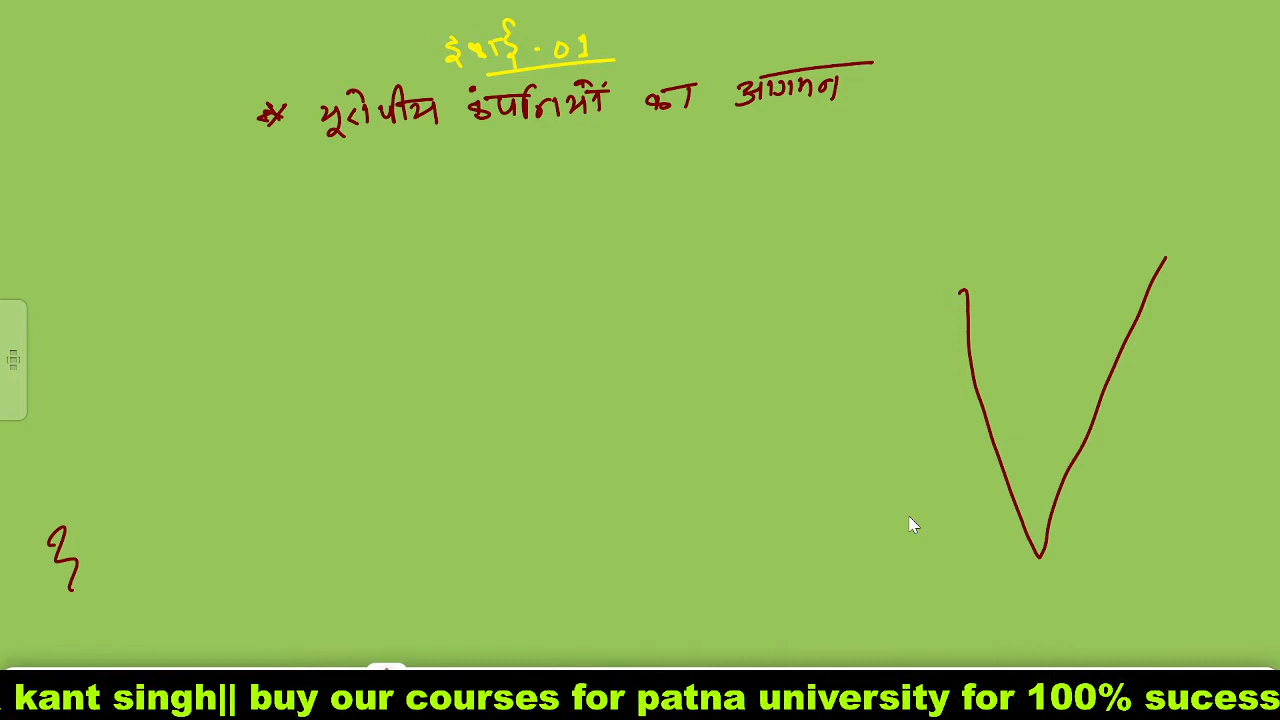 इकाई - 01
* यूरोपीय कंपनियों का आगमन
kant singh|| buy our courses for patna university for 100% sucess